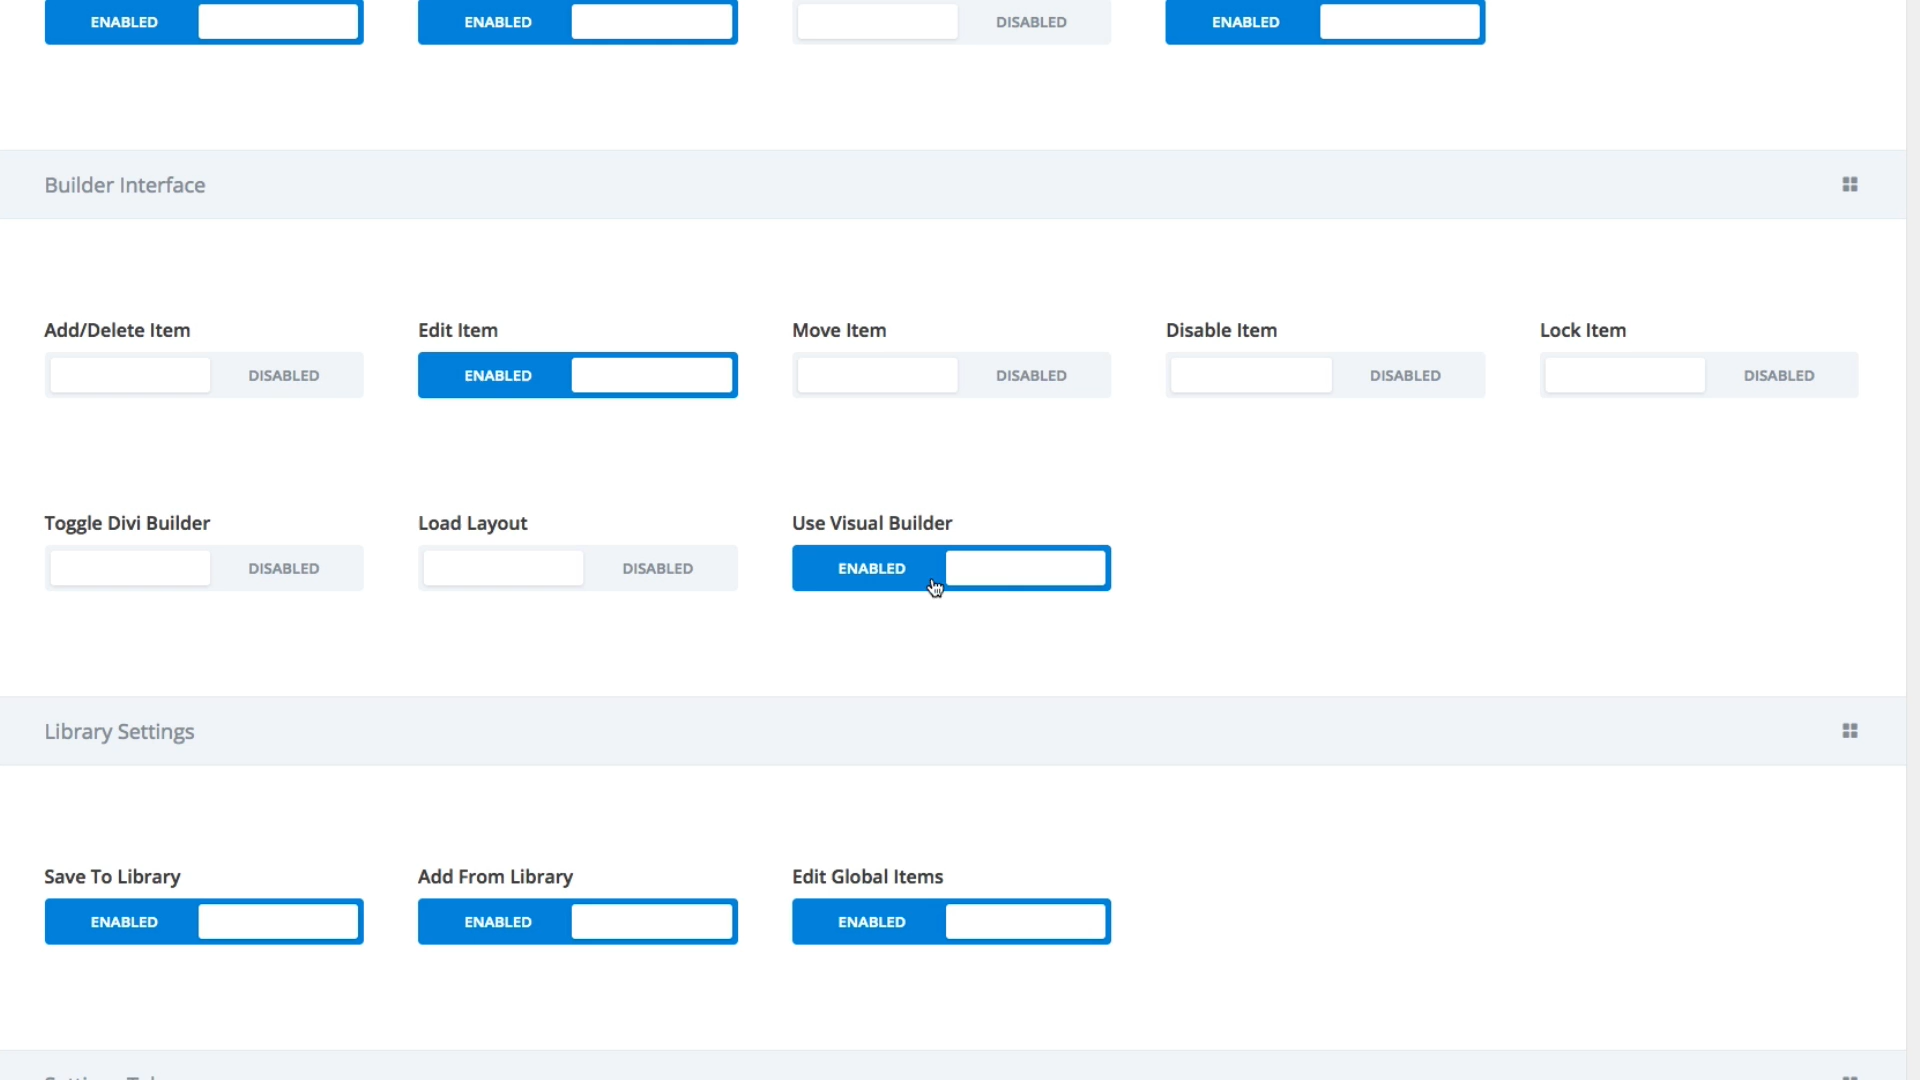 ENABLED ENABLED DISABLED ENABLED
Builder Interface
Add/Delete Item Edit Item Move Item Disable Item Lock Item
DISABLED ENABLED DISABLED DISABLED DISABLED
Toggle Divi Builder Load Layout Use Visual Builder
DISABLED DISABLED ENABLED
Library Settings
Save To Library Add From Library Edit Global Items
ENABLED ENABLED ENABLED